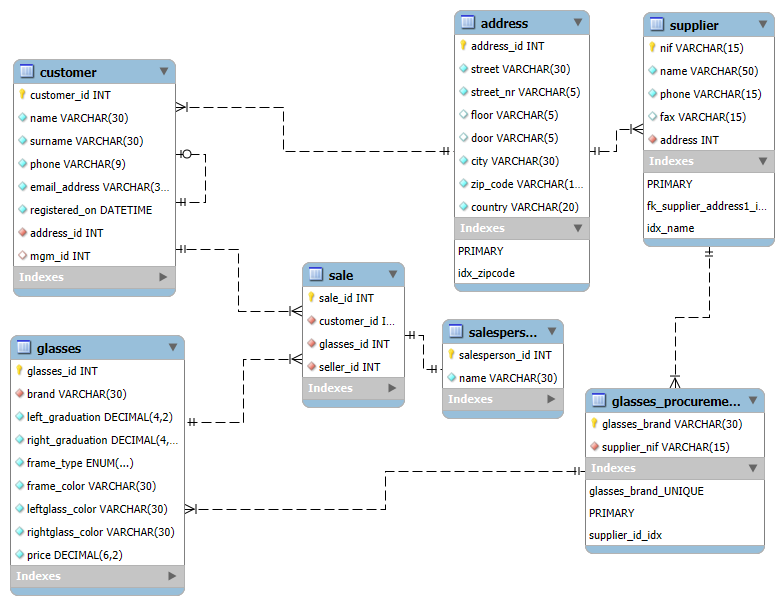 customer
customer_id INT
name VARCHAR(30)
surname VARCHAR(30)
phone VARCHAR(9)
email_address VARCHAR(3...
registered_on DATETIME
address_id INT
mgm_id INT
Indexes
address
address_id INT
street VARCHAR(30)
street_nr VARCHAR(5)
floor VARCHAR(5)
door VARCHAR(5)
city VARCHAR(30)
zip_code VARCHAR(1...
country VARCHAR(20)
Indexes
PRIMARY
idx_zipcode
supplier
nif VARCHAR(15)
name VARCHAR(50)
phone VARCHAR(15)
fax VARCHAR(15)
address INT
Indexes
PRIMARY
fk_supplier_address1_i...
idx_name
sale
sale_id INT
customer_id I...
glasses_id INT
seller_id INT
Indexes
salespers...
salesperson_id INT
name VARCHAR(30)
Indexes
glasses
glasses_id INT
brand VARCHAR(30)
left_graduation DECIMAL(4,2)
right_graduation DECIMAL(4,...
frame_type ENUM(...)
frame_color VARCHAR(30)
leftglass_color VARCHAR(30)
rightglass_color VARCHAR(30)
price DECIMAL(6,2)
Indexes
glasses_procureme...
glasses_brand VARCHAR(30)
supplier_nif VARCHAR(15)
Indexes
glasses_brand_UNIQUE
PRIMARY
supplier_id_idx